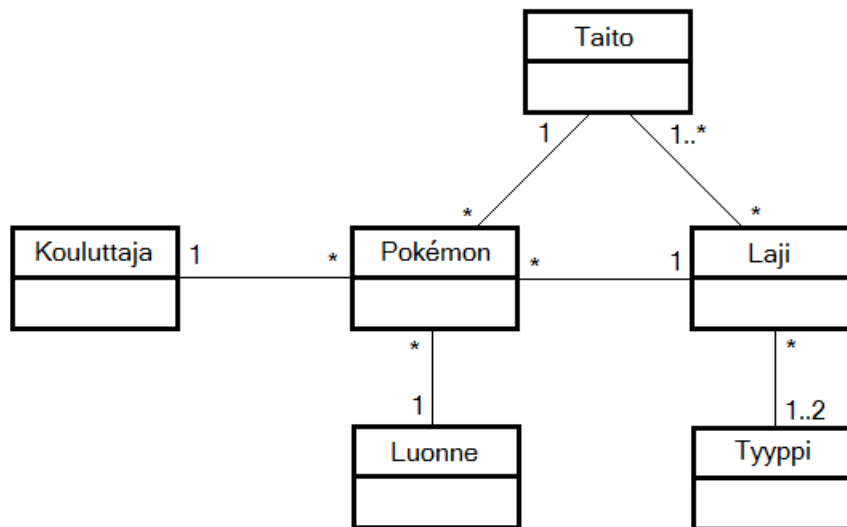 Taito
1
1..*
*
*
Kouluttaja
1
*
Pokémon
*
1
Laji
*
*
1
1..2
Luonne
Tyyppi